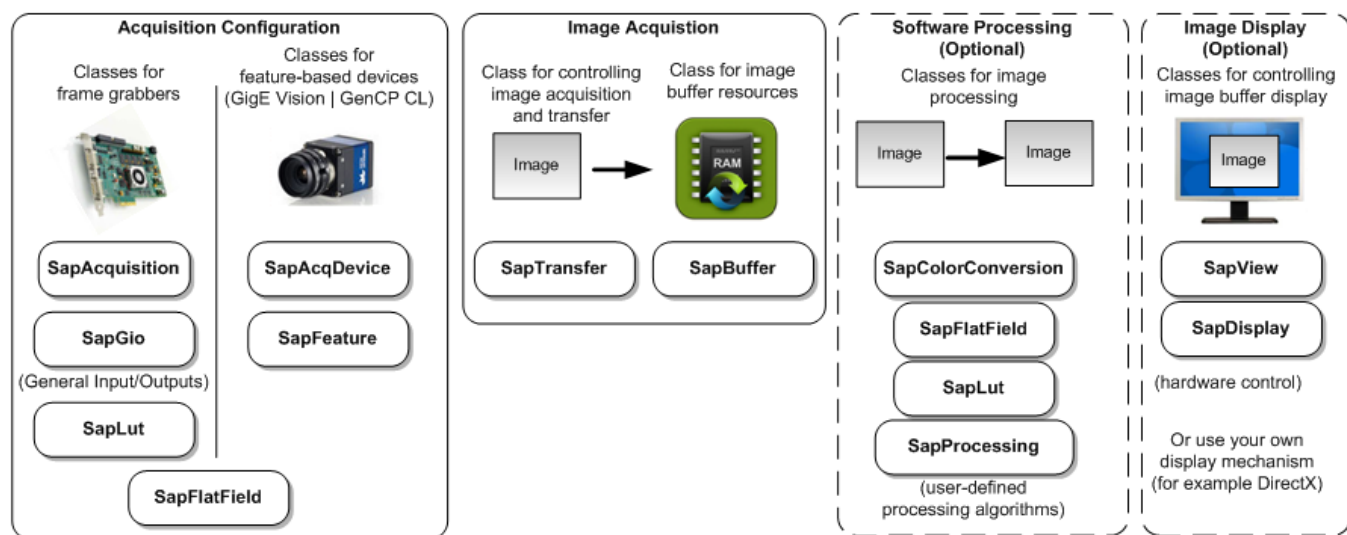 Acquisition Configuration
Classes for
frame grabbers
Classes for
feature-based devices
(GigE Vision | GenCP CL)
SapAcquisition
SapGio
(General Input/Outputs)
SapLut
SapAcqDevice
SapFeature
SapFlatField
Image Acquistion
Class for controlling
image acquisition
and transfer
Image
Class for image
buffer resources
RAM
SapTransfer
SapBuffer
Software Processing
(Optional)
Classes for image
processing
Image
Image
SapColorConversion
SapFlatField
SapLut
SapProcessing
(user-defined
processing algorithms)
Image Display
(Optional)
Classes for controlling
image buffer display
Image
SapView
SapDisplay
(hardware control)
Or use your own
display mechanism
(for example DirectX)